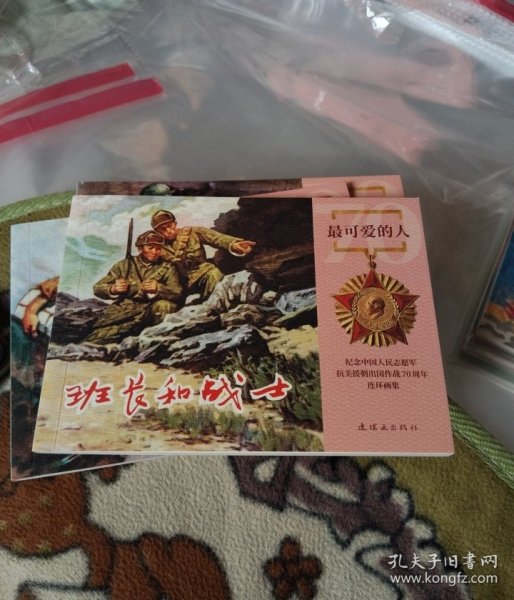 最可爱的人
纪念中国人民志愿军
抗美援朝出国作战70周年
连环画集
连环画出版社
班长和战士
孔夫子旧书网
www.kongfz.com